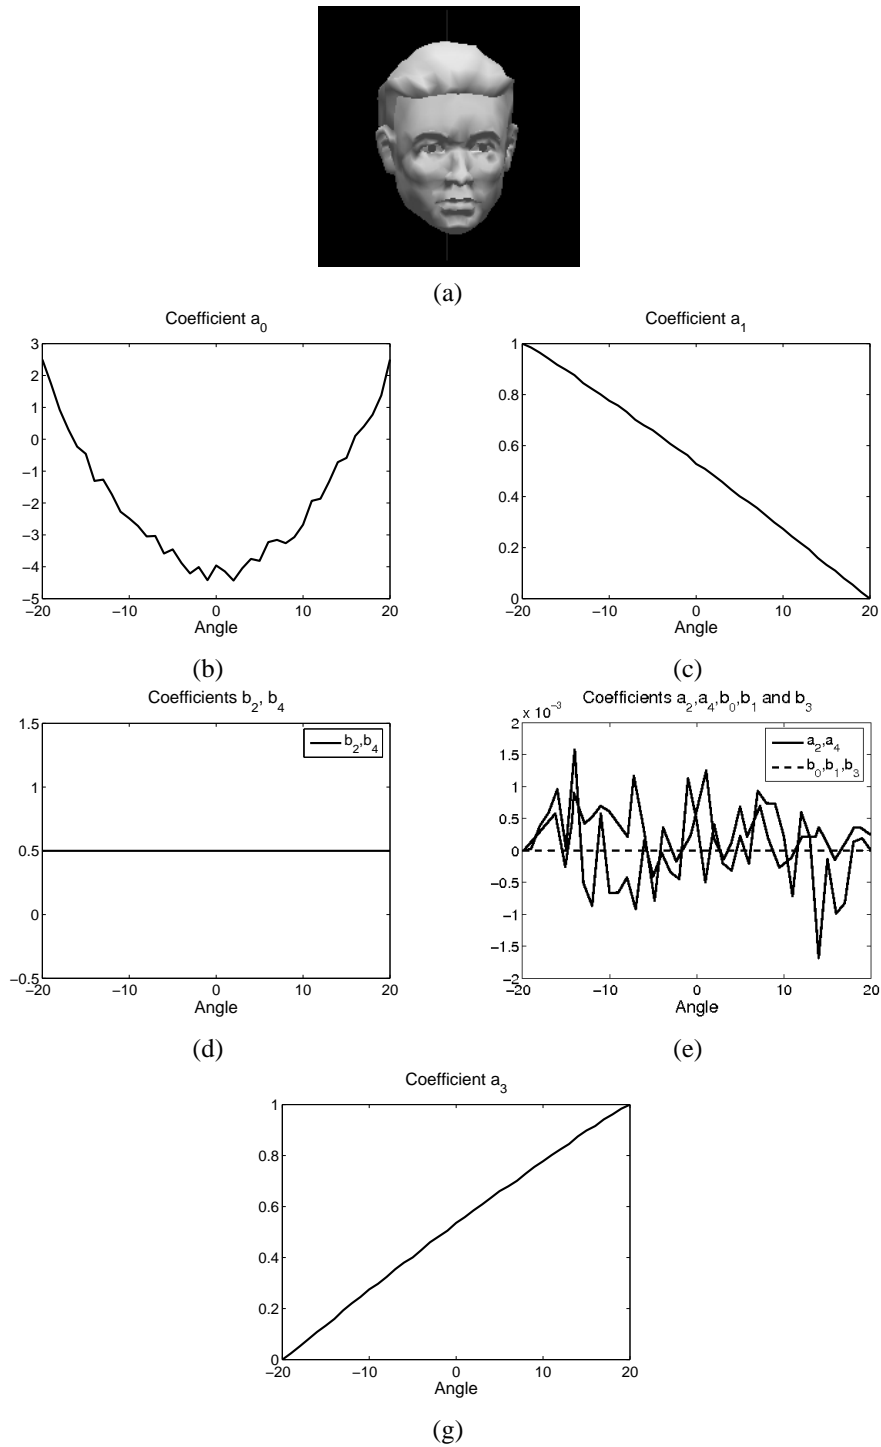 (a)
Coefficient a0
3
2
1
0
−1
−2
−3
−4
−5
−20 −10 0 10 20
Angle
(b)
Coefficient a1
1
0.8
0.6
0.4
0.2
0
−20 −10 0 10 20
Angle
(c)
Coefficients b2, b4
1.5
1
0.5
0
−0.5
b2,b4
−20 −10 0 10 20
Angle
(d)
Coefficients a2,a4,b0,b1 and b3
x 10−3
2
1.5
1
0.5
0
−0.5
−1
−1.5
−2
a2,a4
b0,b1,b3
−20 −10 0 10 20
Angle
(e)
Coefficient a3
1
0.8
0.6
0.4
0.2
0
−20 −10 0 10 20
Angle
(g)